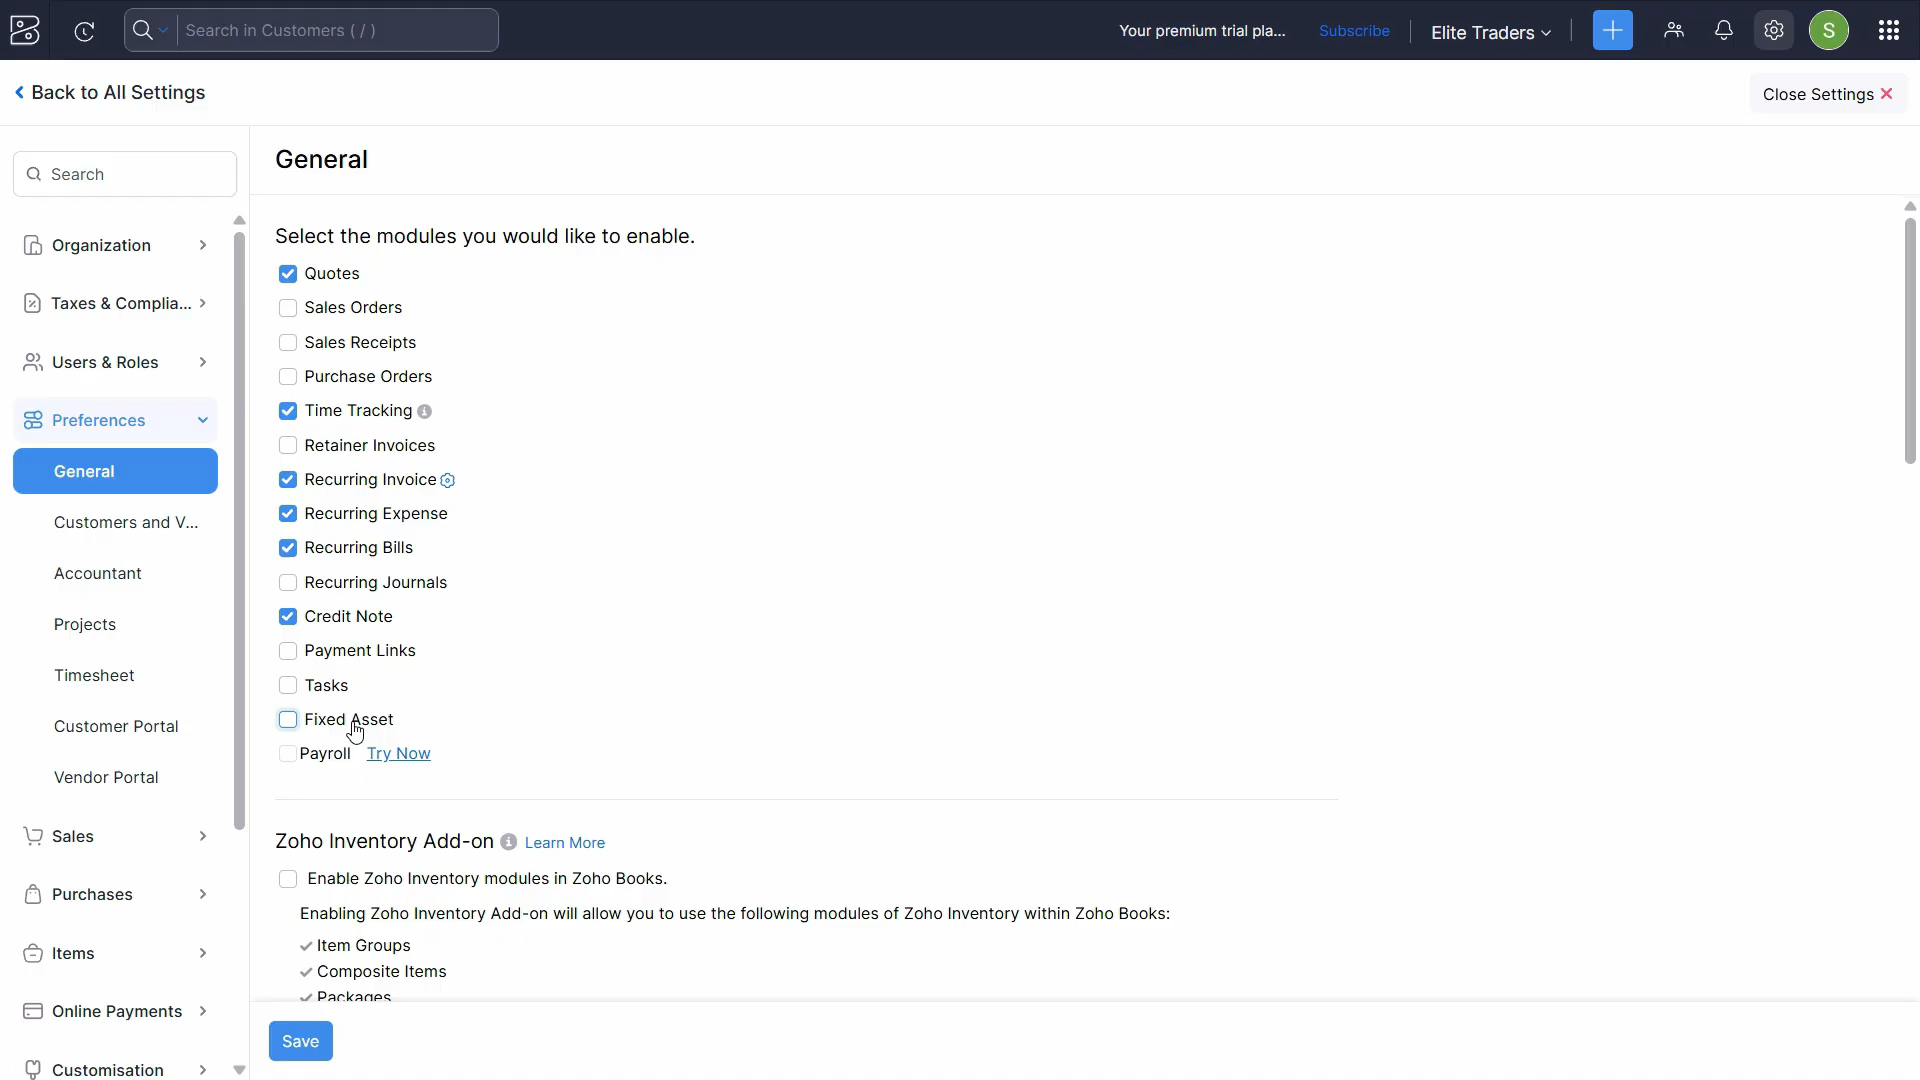 Search in Customers ( / )
Your premium trial pla...
Subscribe
Elite Traders
S
Back to All Settings
Close Settings
Search
Organization
Taxes & Complia...
Users & Roles
Preferences
General
Customers and V...
Accountant
Projects
Timesheet
Customer Portal
Vendor Portal
Sales
Purchases
Items
Online Payments
Customisation
General
Select the modules you would like to enable.
Quotes
Sales Orders
Sales Receipts
Purchase Orders
Time Tracking
Retainer Invoices
Recurring Invoice
Recurring Expense
Recurring Bills
Recurring Journals
Credit Note
Payment Links
Tasks
Fixed Asset
Payroll Try Now
Zoho Inventory Add-on Learn More
Enable Zoho Inventory modules in Zoho Books.
Enabling Zoho Inventory Add-on will allow you to use the following modules of Zoho Inventory within Zoho Books:
Item Groups
Composite Items
Packages
Save